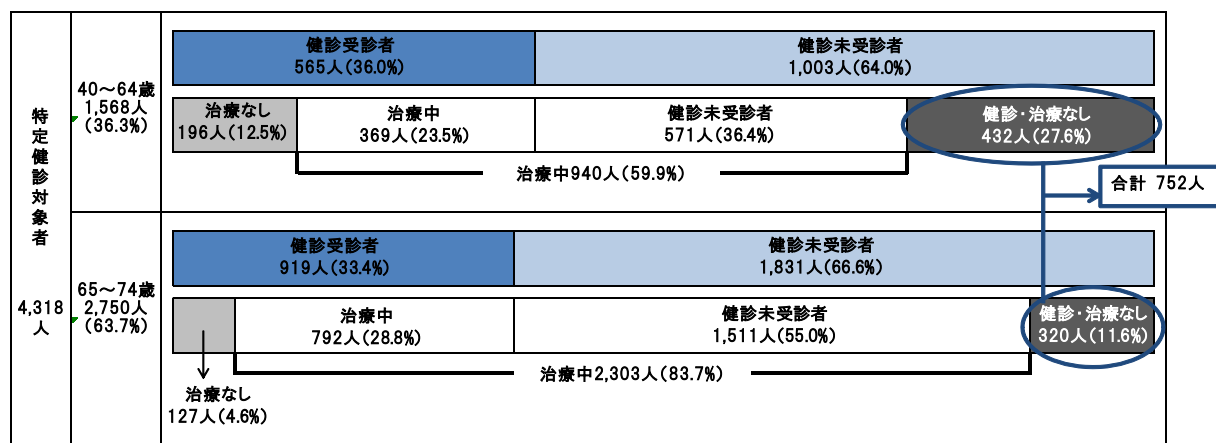 特定健診対象者
4,318
人
40～64歳
1,568人
(36.3%)
健診受診者
565人(36.0%)
健診未受診者
1,003人(64.0%)
治療なし
196人(12.5%)
治療中
369人(23.5%)
健診未受診者
571人(36.4%)
健診・治療なし
432人(27.6%)
治療中940人(59.9%)
合計 752人
65～74歳
2,750人
(63.7%)
健診受診者
919人(33.4%)
健診未受診者
1,831人(66.6%)
治療中
792人(28.8%)
健診未受診者
1,511人(55.0%)
健診・治療なし
320人(11.6%)
治療中2,303人(83.7%)
治療なし
127人(4.6%)